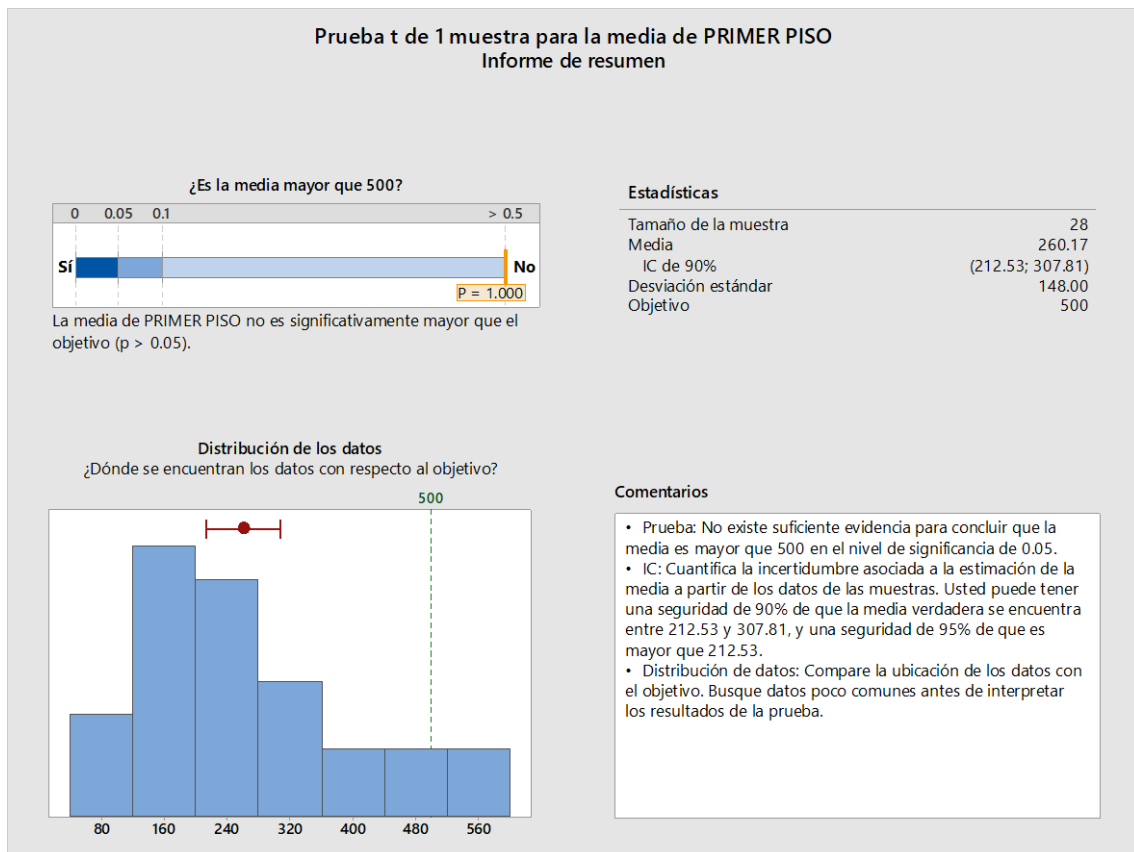 Prueba t de 1 muestra para la media de PRIMER PISO
Informe de resumen
¿Es la media mayor que 500?
0 0.05 0.1 > 0.5
Sí No
P = 1.000
La media de PRIMER PISO no es significativamente mayor que el
objetivo (p > 0.05).
Estadísticas
Tamaño de la muestra 28
Media 260.17
IC de 90% (212.53; 307.81)
Desviación estándar 148.00
Objetivo 500
Distribución de los datos
¿Dónde se encuentran los datos con respecto al objetivo?
500
80 160 240 320 400 480 560
Comentarios
• Prueba: No existe suficiente evidencia para concluir que la
media es mayor que 500 en el nivel de significancia de 0.05.
• IC: Cuantifica la incertidumbre asociada a la estimación de la
media a partir de los datos de las muestras. Usted puede tener
una seguridad de 90% de que la media verdadera se encuentra
entre 212.53 y 307.81, y una seguridad de 95% de que es
mayor que 212.53.
• Distribución de datos: Compare la ubicación de los datos con
el objetivo. Busque datos poco comunes antes de interpretar
los resultados de la prueba.